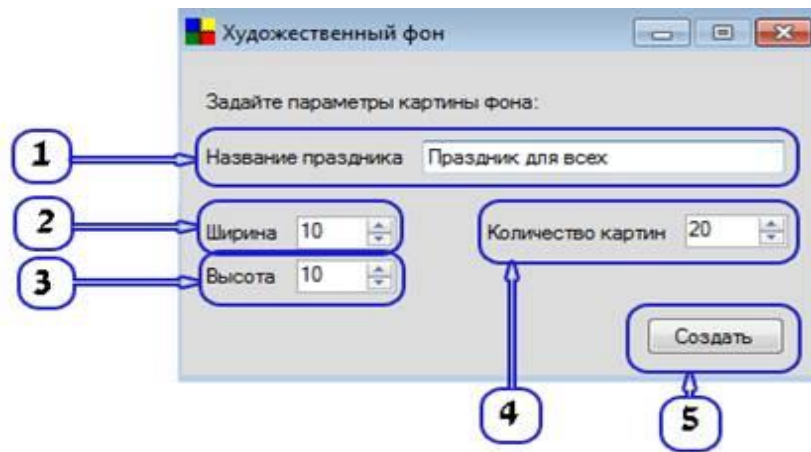 Художественный фон
Задайте параметры картины фона:
1
Название праздника Праздник для всех
2
Ширина 10
Количество картин 20
3
Высота 10
Создать
4
5